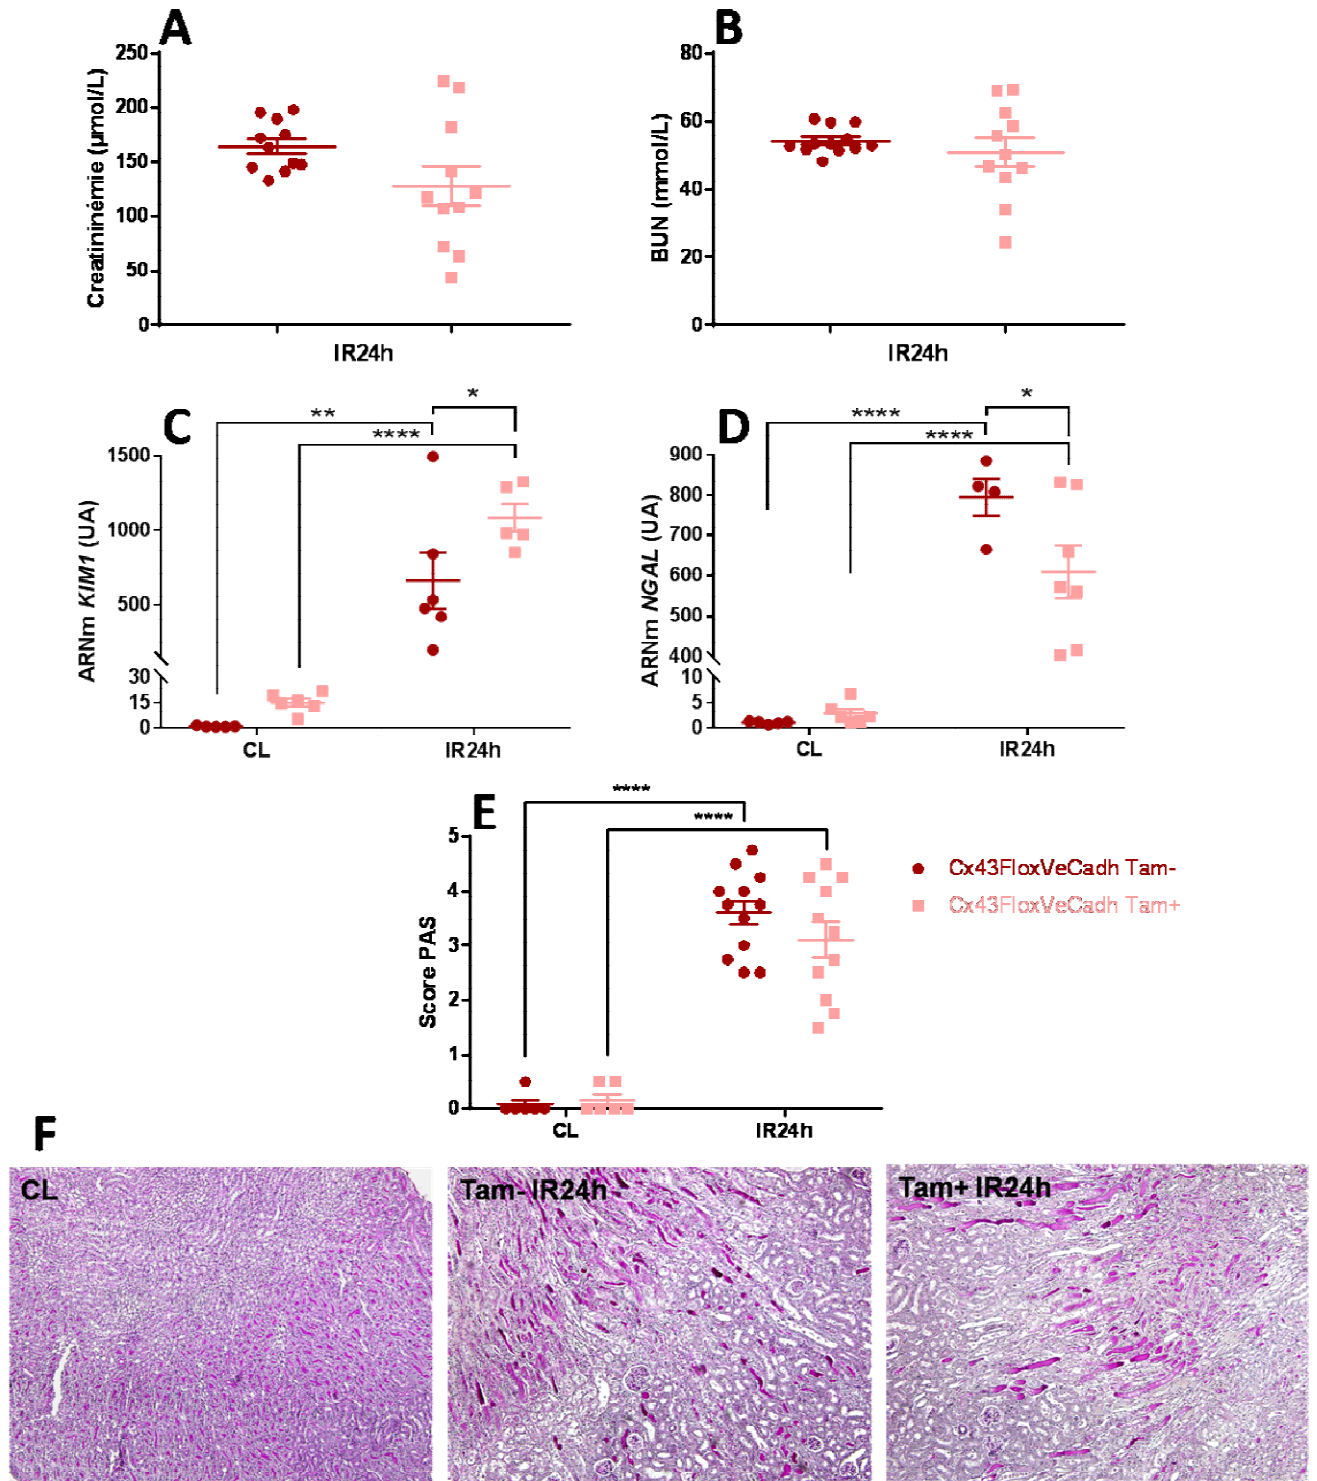 A
250
200
150
100
50
0
Creatininémie (µmol/L)
IR24h
B
80
60
40
20
0
BUN (mmol/L)
IR24h
C
** 
*
****
1500
1000
500
30
15
0
ARNm KIM1 (UA)
CL
IR24h
D
****
*
****
900
800
700
600
500
400
10
5
0
ARNm NGAL (UA)
CL
IR24h
E
****
****
5
4
3
2
1
0
Score PAS
CL
IR24h
Cx43FloxVeCadh Tam-
Cx43FloxVeCadh Tam+
F
CL
Tam- IR24h
Tam+ IR24h